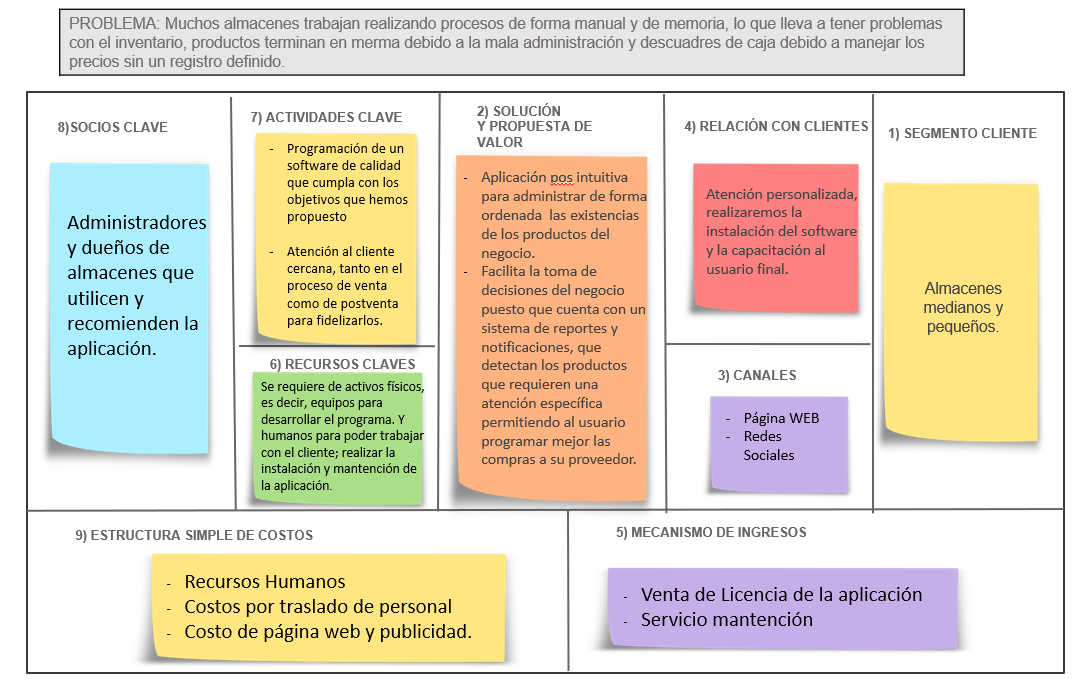 PROBLEMA: Muchos almacenes trabajan realizando procesos de forma manual y de memoria, lo que lleva a tener problemas
con el inventario, productos terminan en merma debido a la mala administración y descuadres de caja debido a manejar los
precios sin un registro definido.
8)SOCIOS CLAVE
Administradores
y dueños de
almacenes que
utilicen y
recomienden la
aplicación.
7) ACTIVIDADES CLAVE
- Programación de un
software de calidad
que cumpla con los
objetivos que hemos
propuesto
- Atención al cliente
cercana, tanto en el
proceso de venta
como de postventa
para fidelizarlos.
6) RECURSOS CLAVES
Se requiere de activos físicos,
es decir, equipos para
desarrollar el programa. Y
humanos para poder trabajar
con el cliente; realizar la
instalación y mantención de
la aplicación.
2) SOLUCIÓN
Y PROPUESTA DE
VALOR
- Aplicación pos intuitiva
para administrar de forma
ordenada las existencias
de los productos del
negocio.
- Facilita la toma de
decisiones del negocio
puesto que cuenta con un
sistema de reportes y
notificaciones, que
detectan los productos
que requieren una
atención específica
permitiendo al usuario
programar mejor las
compras a su proveedor.
4) RELACIÓN CON CLIENTES
Atención personalizada,
realizaremos la
instalación del software
y la capacitación al
usuario final.
3) CANALES
- Página WEB
- Redes
Sociales
1) SEGMENTO CLIENTE
Almacenes
medianos y
pequeños.
9) ESTRUCTURA SIMPLE DE COSTOS
- Recursos Humanos
- Costos por traslado de personal
- Costo de página web y publicidad.
5) MECANISMO DE INGRESOS
- Venta de Licencia de la aplicación
- Servicio mantención